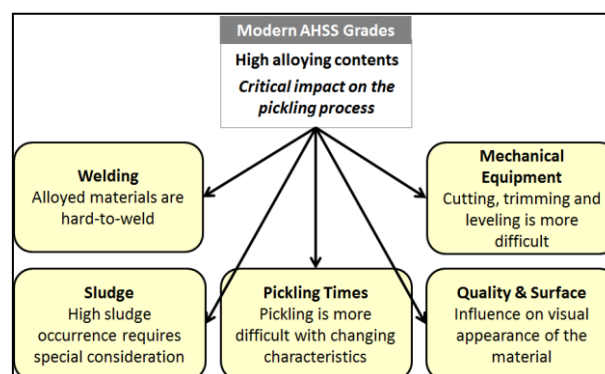 Modern AHSS Grades
High alloying contents
Critical impact on the
pickling process
Welding
Alloyed materials are
hard-to-weld
Mechanical
Equipment
Cutting, trimming and
leveling is more
difficult
Sludge
High sludge
occurrence requires
special consideration
Pickling Times
Pickling is more
difficult with changing
characteristics
Quality & Surface
Influence on visual
appearance of the
material